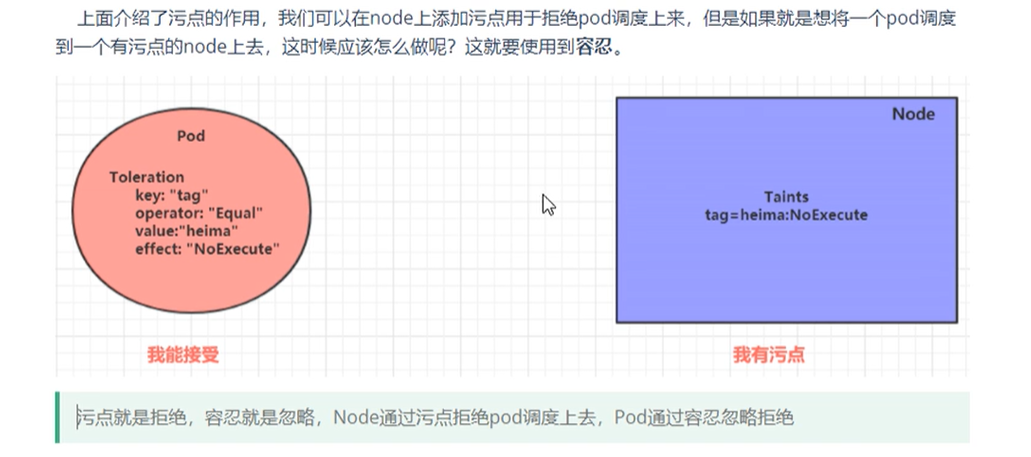 上面介绍了污点的作用，我们可以在node上添加污点用于拒绝pod调度上来，但是如果就是想将一个pod调度
到一个有污点的node上去，这时候应该怎么做呢？这就要使用到容忍。
Pod
Toleration
key: "tag"
operator: "Equal"
value:"heima"
effect: "NoExecute"
我能接受
Node
Taints
tag=heima:NoExecute
我有污点
污点就是拒绝，容忍就是忽略，Node通过污点拒绝pod调度上去，Pod通过容忍忽略拒绝